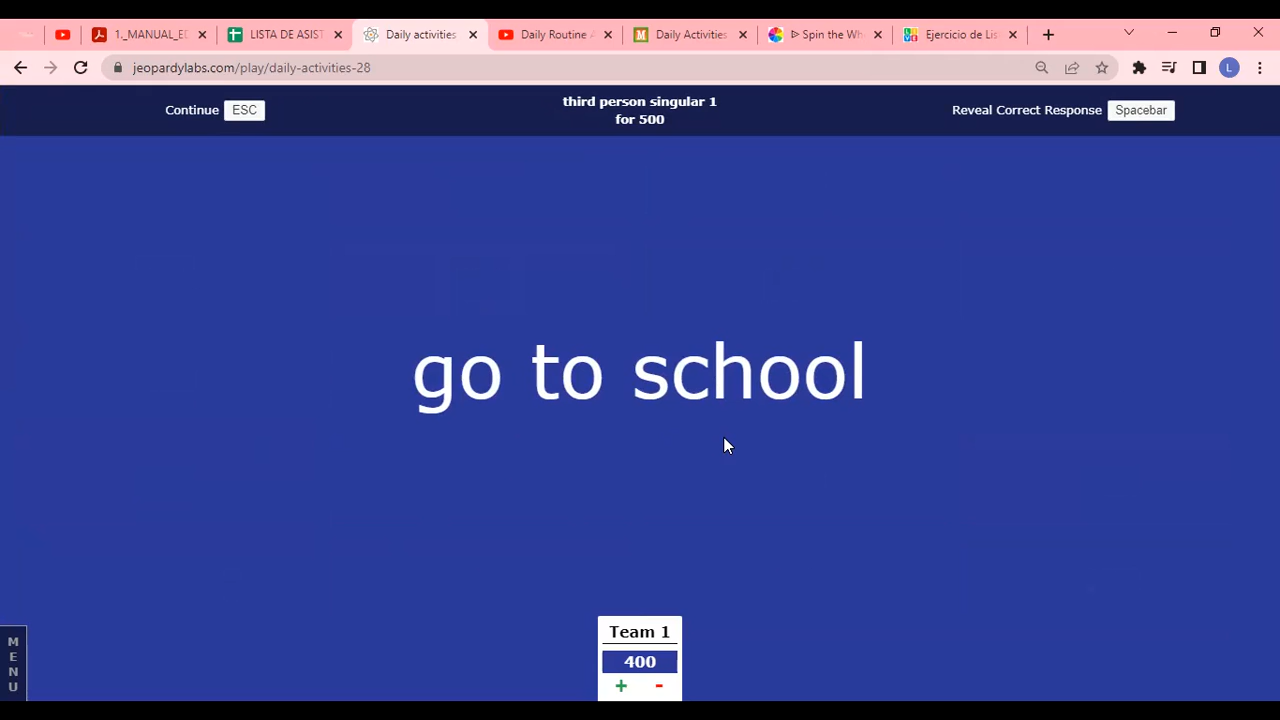 1._MANUAL_ED
LISTA DE ASIST
Daily activities
Daily Routine A
Daily Activities
Spin the Wh
Ejercicio de Lis
jeopardylabs.com/play/daily-activities-28
L
Continue ESC
third person singular 1
for 500
Reveal Correct Response Spacebar
go to school
MENU
Team 1
400
+ -